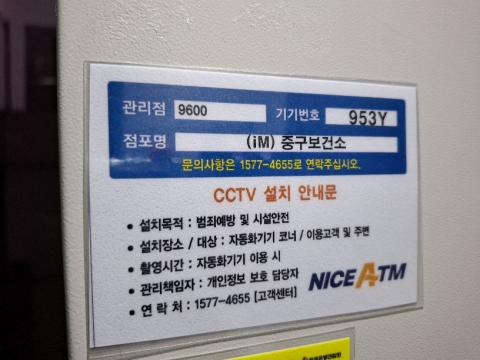 관리점 9600 기기번호 953Y
점포명 (iM) 중구보건소
문의사항은 1577-4655로 연락주십시오.
CCTV 설치 안내문
• 설치목적 : 범죄예방 및 시설안전
• 설치장소 / 대상 : 자동화기기 코너 / 이용고객 및 주변
• 촬영시간 : 자동화기기 이용 시
• 관리책임자 : 개인정보 보호 담당자
• 연 락 처 : 1577-4655 [고객센터]
NICE ATM